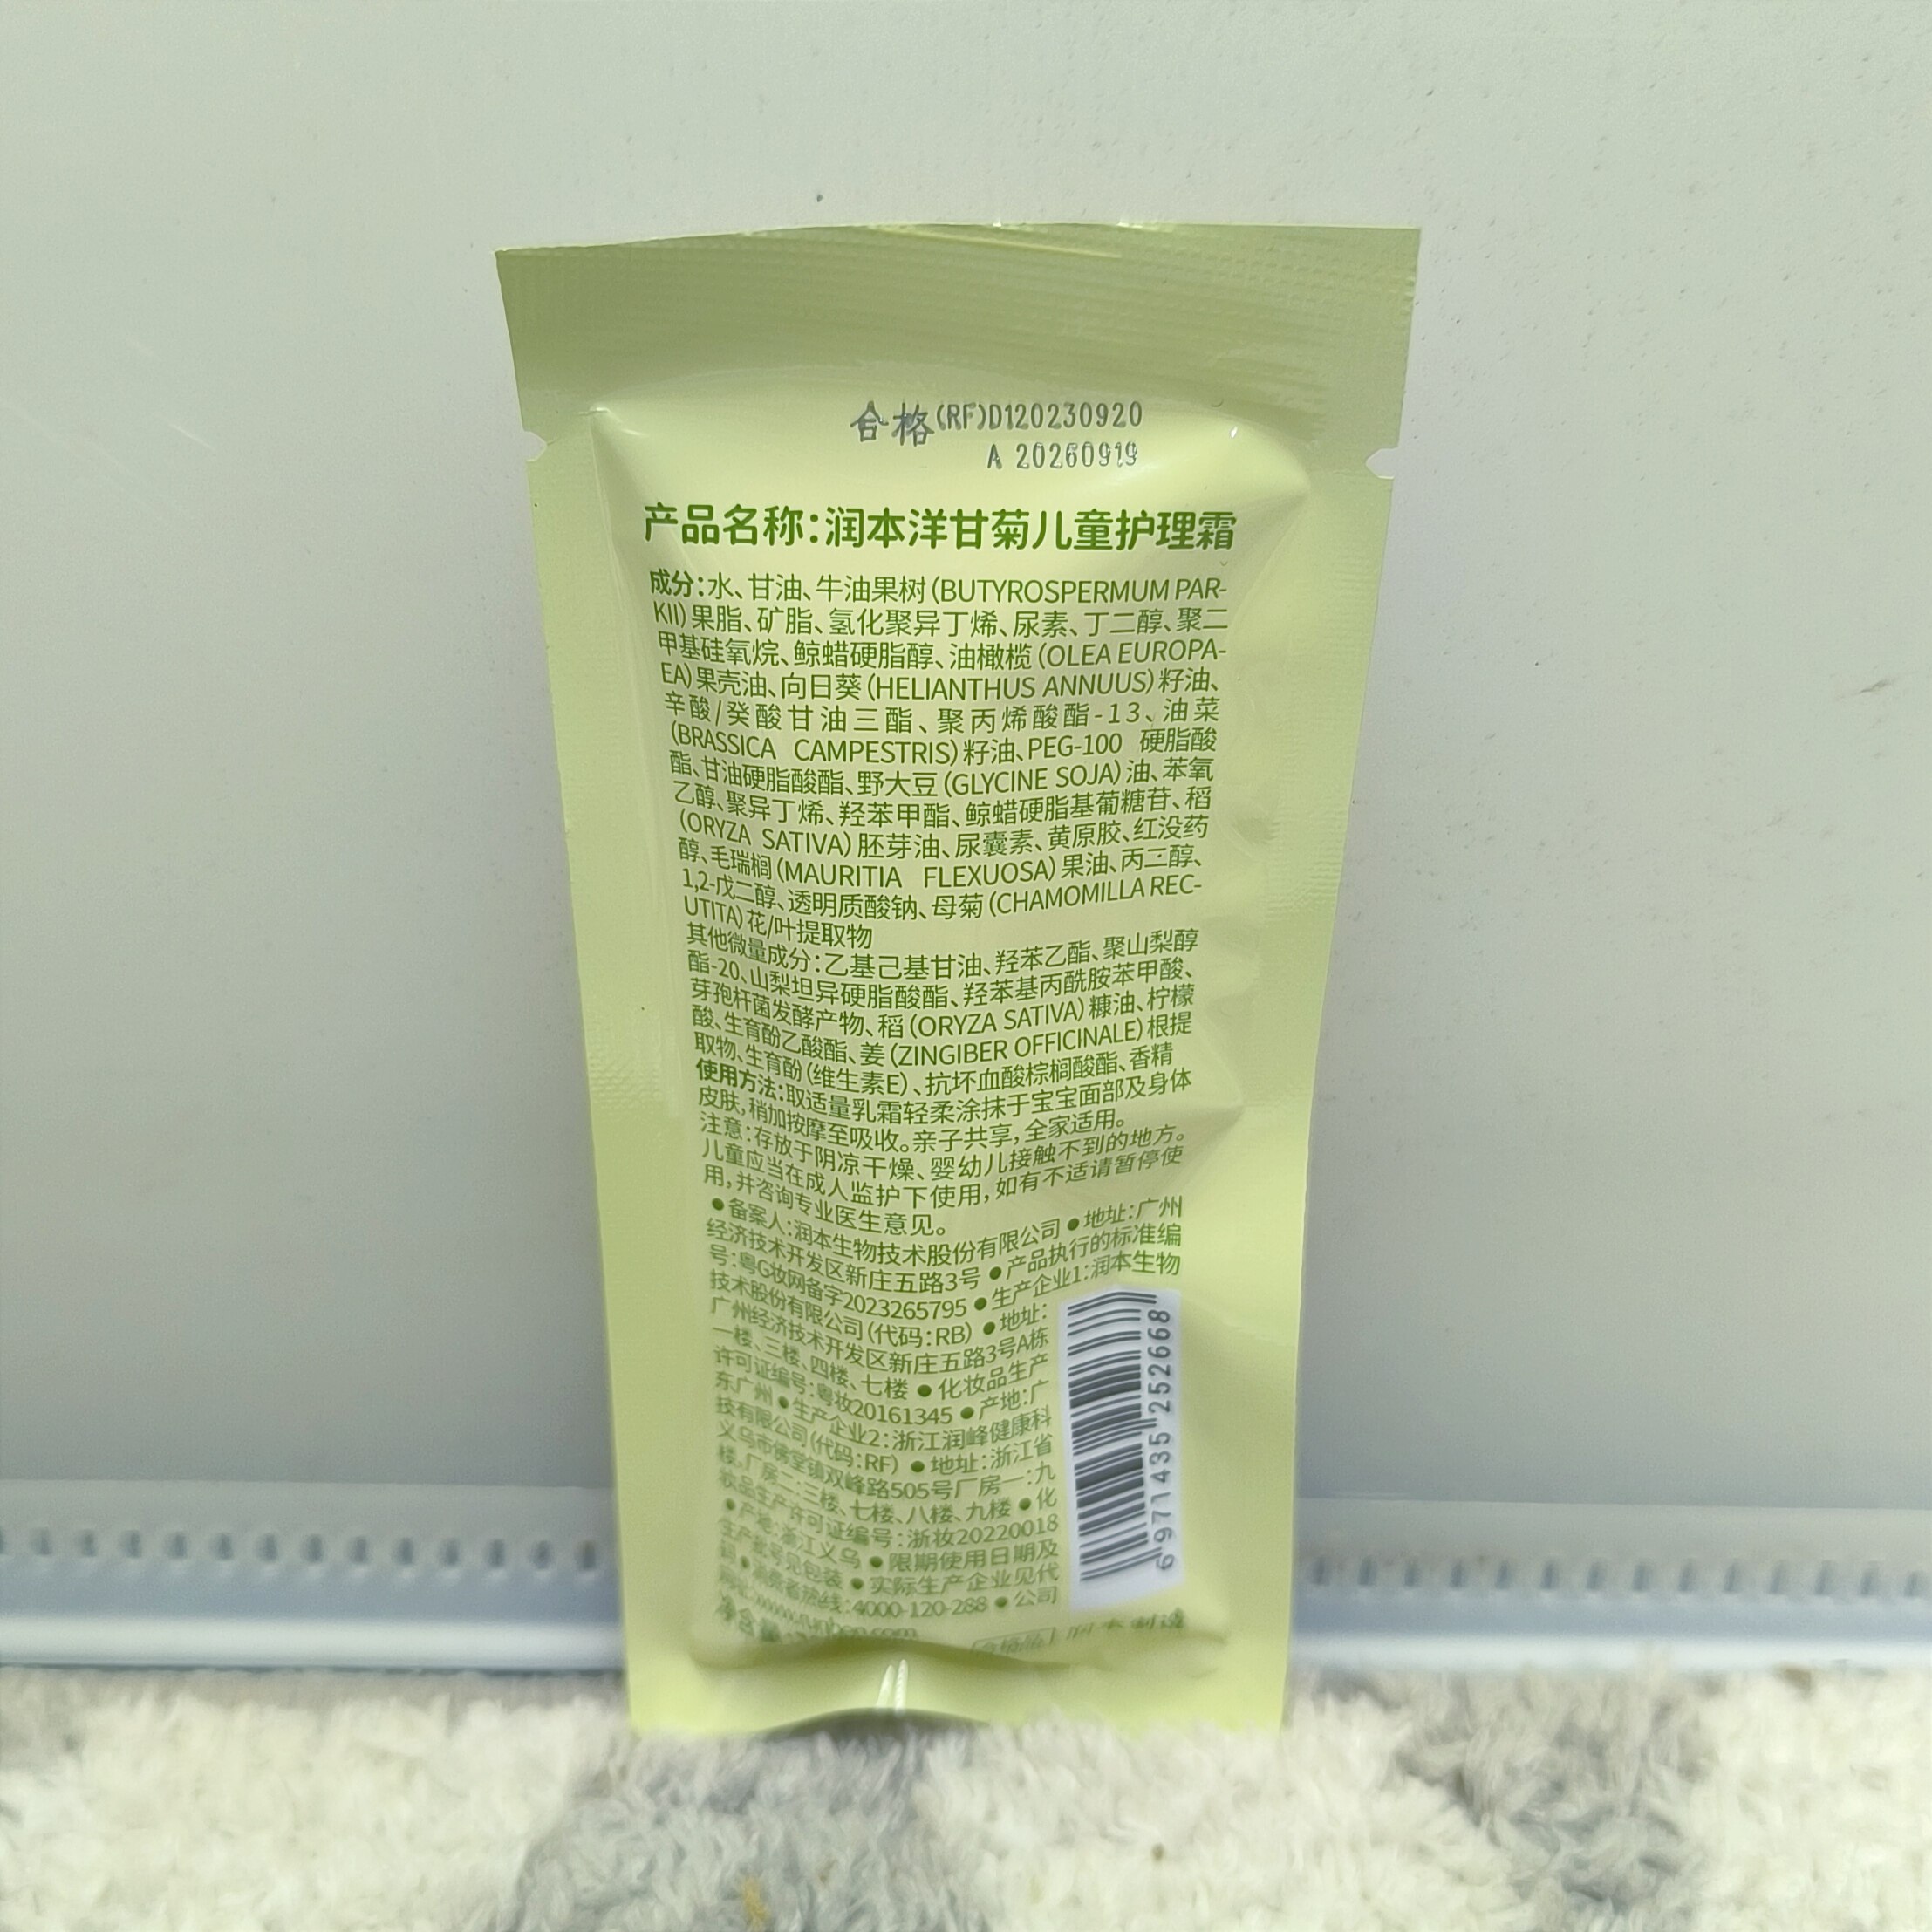 合格(RF)D120230920
A 20260919
产品名称:润本洋甘菊儿童护理霜
成分:水、甘油、牛油果树(BUTYROSPERMUM PAR-
KII)果脂、矿脂、氢化聚异丁烯、尿素、丁二醇、聚二
甲基硅氧烷、鲸蜡硬脂醇、油橄榄(OLEA EUROPA-
EA)果壳油、向日葵(HELIANTHUS ANNUUS)籽油、
辛酸/癸酸甘油三酯、聚丙烯酸酯-13、油菜
(BRASSICA CAMPESTRIS)籽油、PEG-100 硬脂酸
酯、甘油硬脂酸酯、野大豆(GLYCINE SOJA)油、苯氧
乙醇、聚异丁烯、羟苯甲酯、鲸蜡硬脂基葡糖苷、稻
(ORYZA SATIVA)胚芽油、尿囊素、黄原胶、红没药
醇、毛瑞榈(MAURITIA FLEXUOSA)果油、丙二醇、
1,2-戊二醇、透明质酸钠、母菊(CHAMOMILLA REC-
UTITA)花/叶提取物
其他微量成分:乙基己基甘油、羟苯乙酯、聚山梨醇
酯-20、山梨坦异硬脂酸酯、羟苯基丙酰胺苯甲酸、
芽孢杆菌发酵产物、稻(ORYZA SATIVA)糠油、柠檬
酸、生育酚乙酸酯、姜(ZINGIBER OFFICINALE)根提
取物、生育酚(维生素E)、抗坏血酸棕榈酸酯、香精
使用方法:取适量乳霜轻柔涂抹于宝宝面部及身体
皮肤,稍加按摩至吸收。亲子共享,全家适用。
注意:存放于阴凉干燥、婴幼儿接触不到的地方。
儿童应当在成人监护下使用,如有不适请暂停使
用,并咨询专业医生意见。
●备案人:润本生物技术股份有限公司●地址:广州
经济技术开发区新庄五路3号●产品执行的标准编
号:粤G妆网备字2023265795●生产企业1:润本生物
技术股份有限公司(代码:RB)●地址:
广州经济技术开发区新庄五路3号A栋
一楼、三楼、四楼、七楼●化妆品生产
许可证编号:粤妆20161345●产地:广
东广州●生产企业2:浙江润峰健康科
技有限公司(代码:RF)●地址:浙江省
义乌市佛堂镇双峰路505号厂房一:九
楼,厂房二:三楼、七楼、八楼、九楼●化
妆品生产许可证编号:浙妆20220018
●产地:浙江义乌●限期使用日期及
生产批号见包装●实际生产企业见代
码●消费者热线:4000-120-288●公司
网址:www.runben.com
净含量:
合格品 润本制造
6971435252668